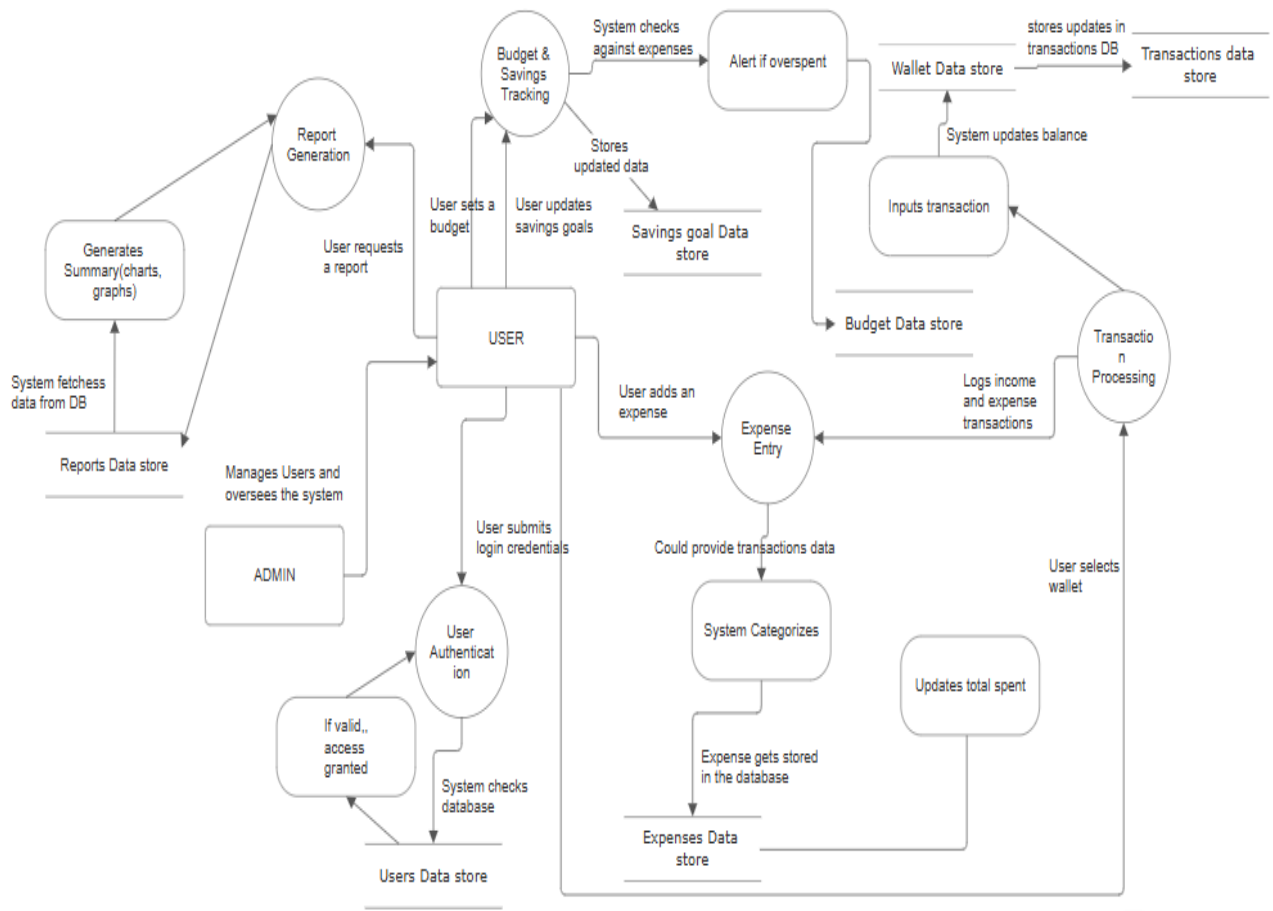 Budget &
Savings
Tracking
System checks
against expenses
Alert if overspent
Wallet Data store
stores updates in
transactions DB
Transactions data
store
Report
Generation
Stores
updated data
System updates balance
Inputs transaction
User sets a
budget
User updates
savings goals
Savings goal Data
store
User requests
a report
Generates
Summary(charts,
graphs)
USER
Budget Data store
Transactio
n
Processing
System fetchess
data from DB
Logs income
and expense
transactions
User adds an
expense
Expense
Entry
Reports Data store
Manages Users and
oversees the system
User submits
login credentials
Could provide transactions data
User selects
wallet
ADMIN
User
Authenticat
ion
System Categorizes
Updates total spent
If valid,, 
access
granted
Expense gets stored
in the database
System checks
database
Expenses Data
store
Users Data store